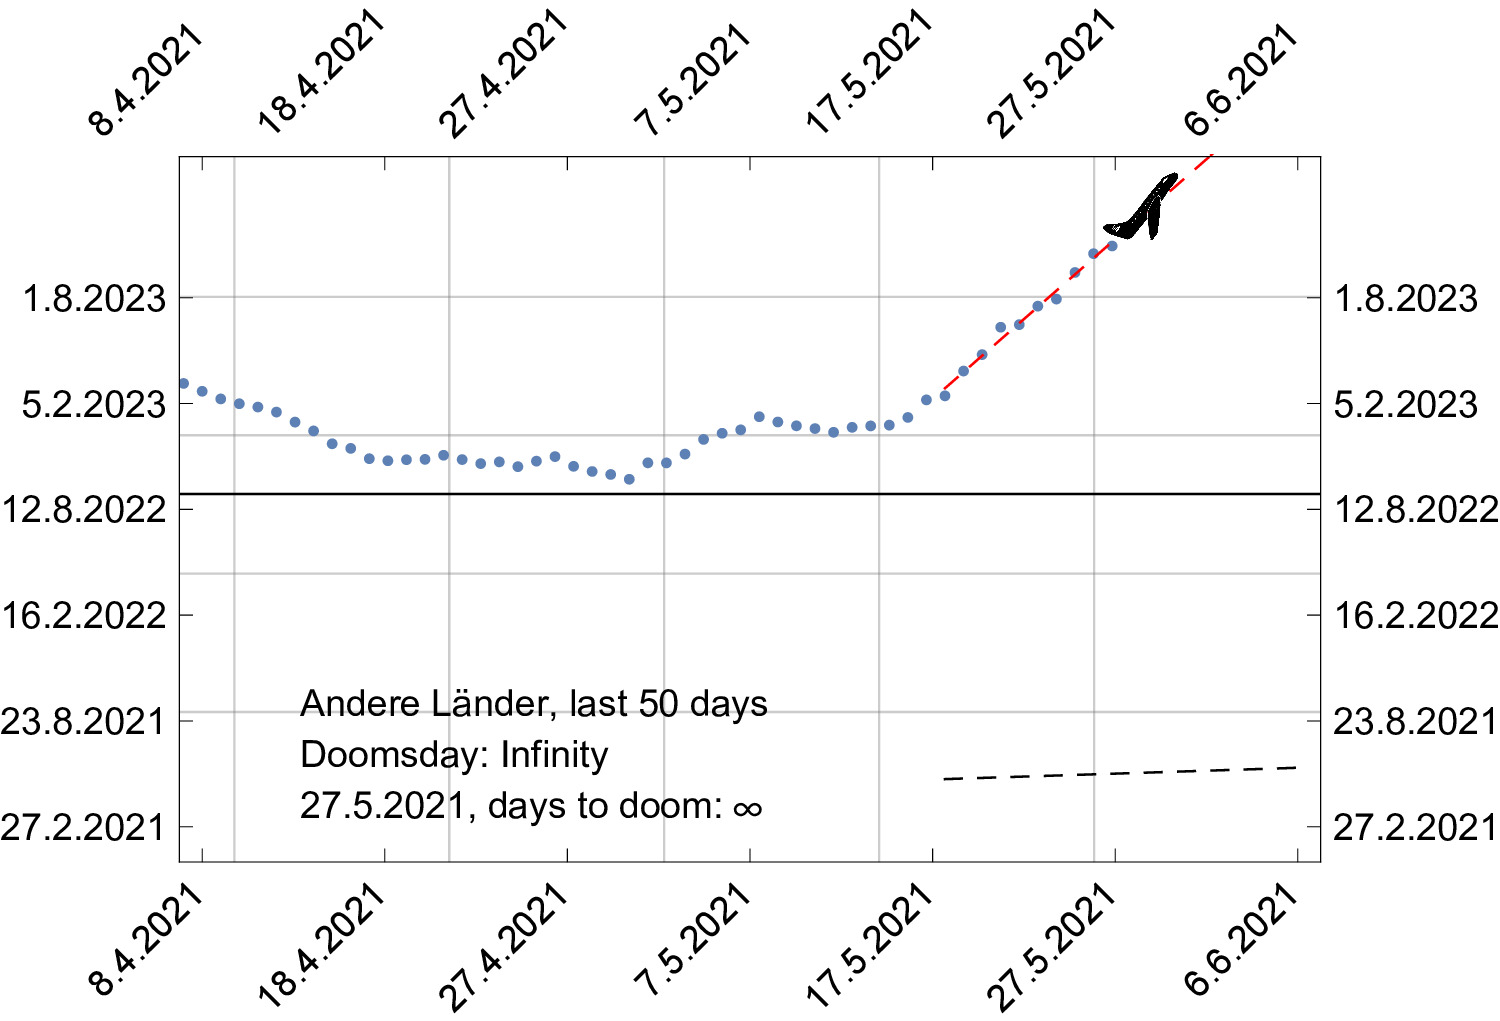 8.4.2021 18.4.2021 27.4.2021 7.5.2021 17.5.2021 27.5.2021 6.6.2021
1.8.2023 1.8.2023
5.2.2023 5.2.2023
12.8.2022 12.8.2022
16.2.2022 16.2.2022
Andere Länder, last 50 days
23.8.2021 23.8.2021
Doomsday: Infinity
27.5.2021, days to doom: ∞
27.2.2021 27.2.2021
8.4.2021 18.4.2021 27.4.2021 7.5.2021 17.5.2021 27.5.2021 6.6.2021